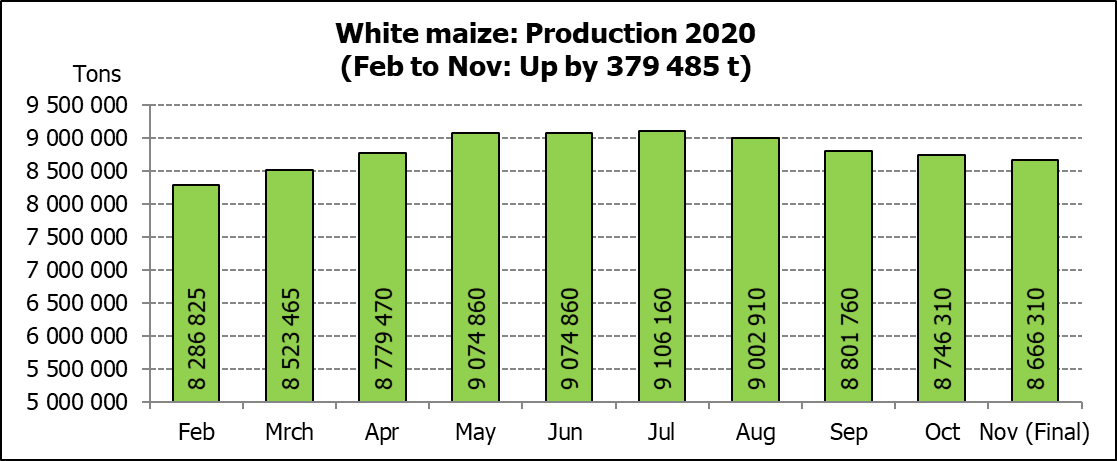 White maize: Production 2020
(Feb to Nov: Up by 379 485 t)
Tons
9 500 000
9 000 000
8 500 000
8 000 000
7 500 000
7 000 000
6 500 000
6 000 000
5 500 000
5 000 000
8 286 825
8 523 465
8 779 470
9 074 860
9 074 860
9 106 160
9 002 910
8 801 760
8 746 310
8 666 310
Feb Mrch Apr May Jun Jul Aug Sep Oct Nov (Final)